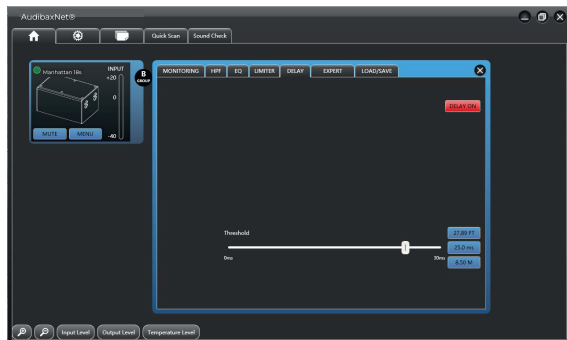 AudibaxNet®
Quick Scan
Sound Check
Manhattan 18s
INPUT
+20
0
-40
MUTE
MENU
B
GROUP
MONITORING
HPF
EQ
LIMITER
DELAY
EXPERT
LOAD/SAVE
DELAY ON
Threshold
0ms
30ms
27.89 FT
25.0 ms
8.50 M
Input Level
Output Level
Temperature Level